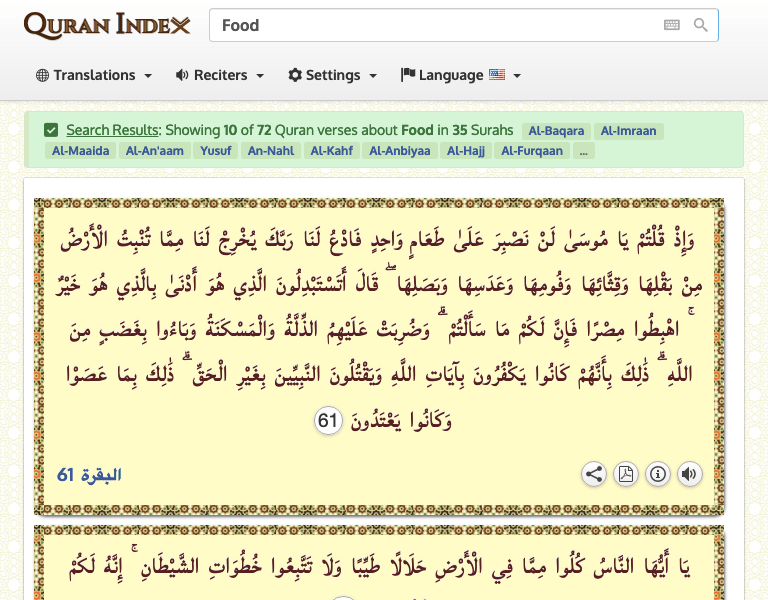 QURAN INDEX
Food
Translations Reciters Settings Language
Search Results: Showing 10 of 72 Quran verses about Food in 35 Surahs Al-Baqara Al-Imraan
Al-Maaida Al-An'aam Yusuf An-Nahl Al-Kahf Al-Anbiyaa Al-Hajj Al-Furqaan ...
وَإِذْ قُلْتُمْ يَا مُوسَىٰ لَنْ نَصْبِرَ عَلَىٰ طَعَامٍ وَاحِدٍ فَادْعُ لَنَا رَبَّكَ يُخْرِجْ لَنَا مِمَّا تُنْبِتُ الْأَرْضُ
مِنْ بَقْلِهَا وَقِثَّائِهَا وَفُومِهَا وَعَدَسِهَا وَبَصَلِهَا ۖ قَالَ أَتَسْتَبْدِلُونَ الَّذِي هُوَ أَدْنَىٰ بِالَّذِي هُوَ خَيْرٌ
ۚ اهْبِطُوا مِصْرًا فَإِنَّ لَكُمْ مَا سَأَلْتُمْ ۗ وَضُرِبَتْ عَلَيْهِمُ الذِّلَّةُ وَالْمَسْكَنَةُ وَبَاءُوا بِغَضَبٍ مِنَ
اللَّهِ ۗ ذَٰلِكَ بِأَنَّهُمْ كَانُوا يَكْفُرُونَ بِآيَاتِ اللَّهِ وَيَقْتُلُونَ النَّبِيِّينَ بِغَيْرِ الْحَقِّ ۗ ذَٰلِكَ بِمَا عَصَوْا
وَكَانُوا يَعْتَدُونَ 61
البقرة 61
يَا أَيُّهَا النَّاسُ كُلُوا مِمَّا فِي الْأَرْضِ حَلَالًا طَيِّبًا وَلَا تَتَّبِعُوا خُطُوَاتِ الشَّيْطَانِ ۚ إِنَّهُ لَكُمْ